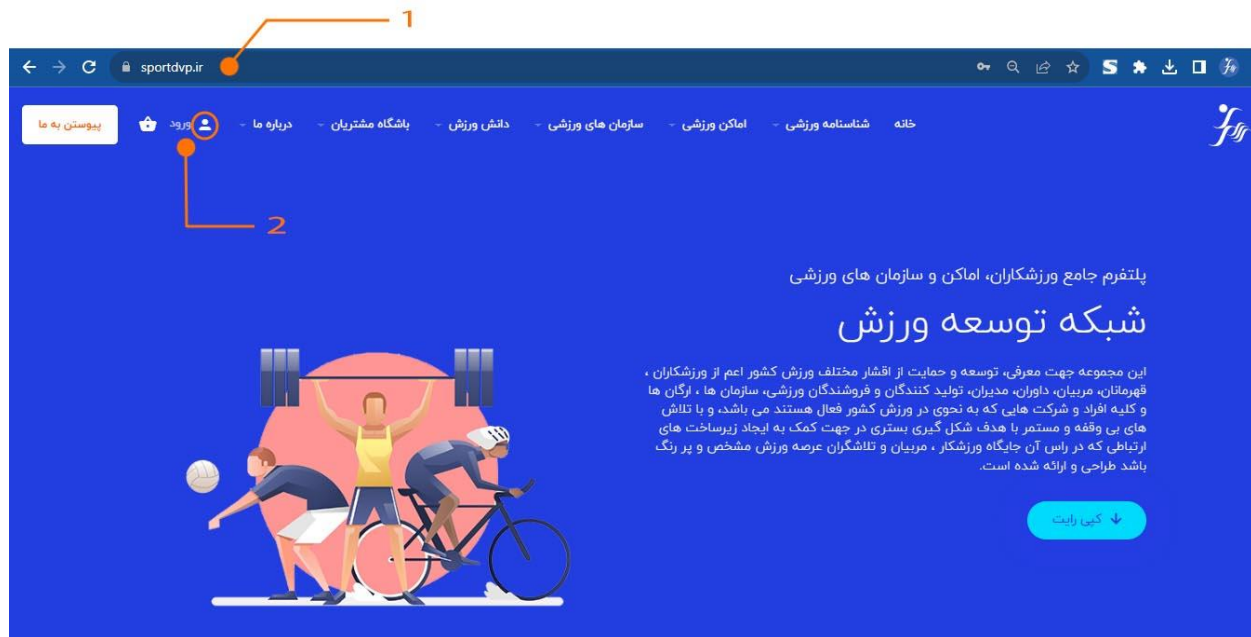 1
sportdvp.ir
خانه شناسنامه ورزشی اماکن ورزشی سازمان های ورزشی دانش ورزش باشگاه مشتریان درباره ما ورود پیوستن به ما
2
پلتفرم جامع ورزشکاران، اماکن و سازمان های ورزشی
شبکه توسعه ورزش
این مجموعه جهت معرفی، توسعه و حمایت از اقشار مختلف ورزش کشور اعم از ورزشکاران ،
قهرمانان، مربیان، داوران، مدیران، تولید کنندگان و فروشندگان ورزشی، سازمان ها ، ارگان ها
و کلیه افراد و شرکت هایی که به نحوی در ورزش کشور فعال هستند می باشد، و با تلاش
های بی وقفه و مستمر با هدف شکل گیری بستری در جهت کمک به ایجاد زیرساخت های
ارتباطی که در راس آن جایگاه ورزشکار ، مربیان و تلاشگران عرصه ورزش مشخص و پر رنگ
باشد طراحی و ارائه شده است.
کپی رایت